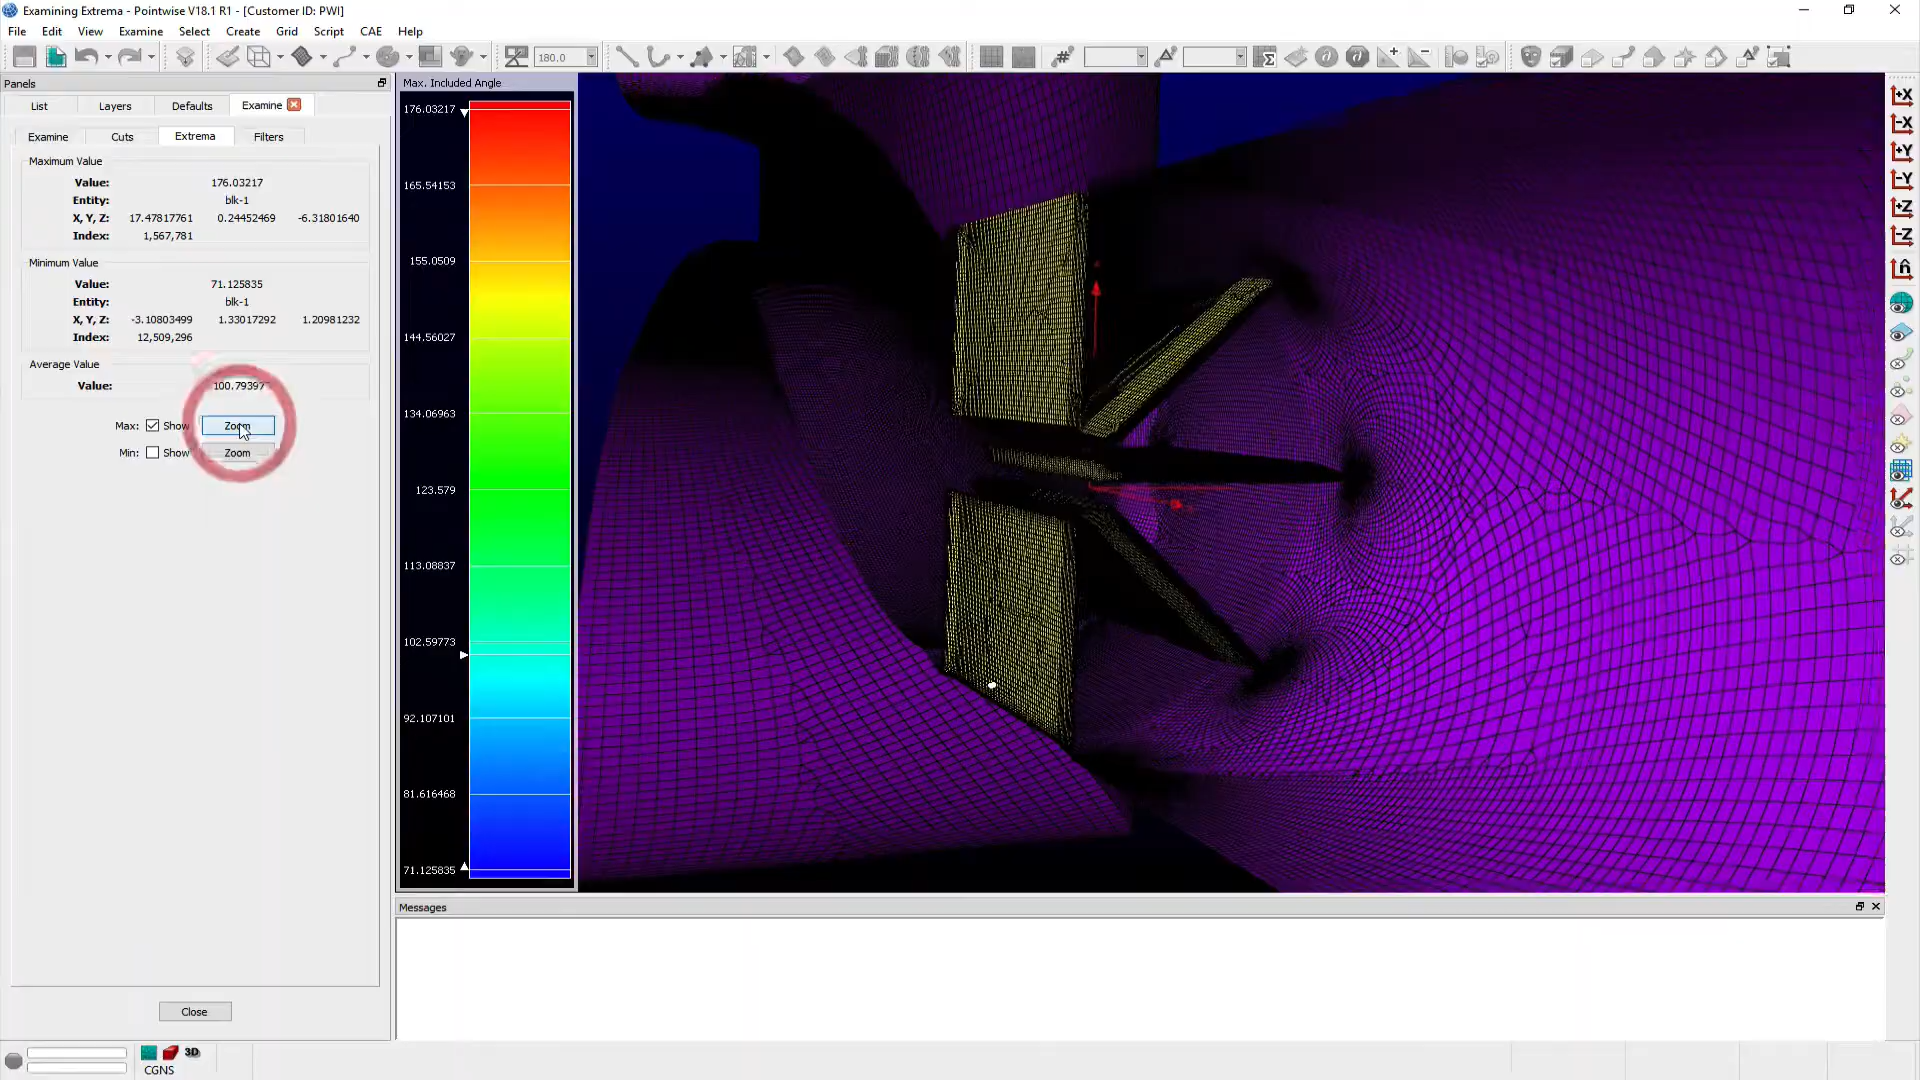 Examining Extrema - Pointwise V18.1 R1 - [Customer ID: PWI]
File Edit View Examine Select Create Grid Script CAE Help
180.0
Panels
List Layers Defaults Examine
Examine Cuts Extrema Filters
Maximum Value
Value: 176.03217
Entity: blk-1
X, Y, Z: 17.47817761 0.24452469 -6.31801640
Index: 1,567,781
Minimum Value
Value: 71.125835
Entity: blk-1
X, Y, Z: -3.10803499 1.33017292 1.20981232
Index: 12,509,296
Average Value
Value: 100.79397
Max: Show Zoom
Min: Show Zoom
Close
Max. Included Angle
176.03217
165.54153
155.0509
144.56027
134.06963
123.579
113.08837
102.59773
92.107101
81.616468
71.125835
+X
-X
+Y
-Y
+Z
-Z
n̂
Messages
3D
CGNS